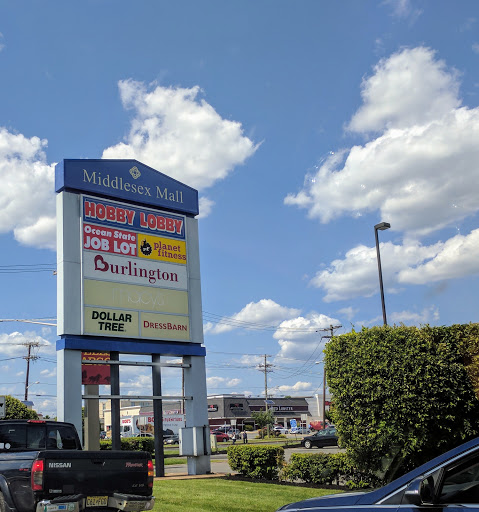 Middlesex Mall
HOBBY LOBBY
Ocean State
JOB LOT
planet
fitness
Burlington
DOLLAR
TREE
DRESSBARN
NISSAN